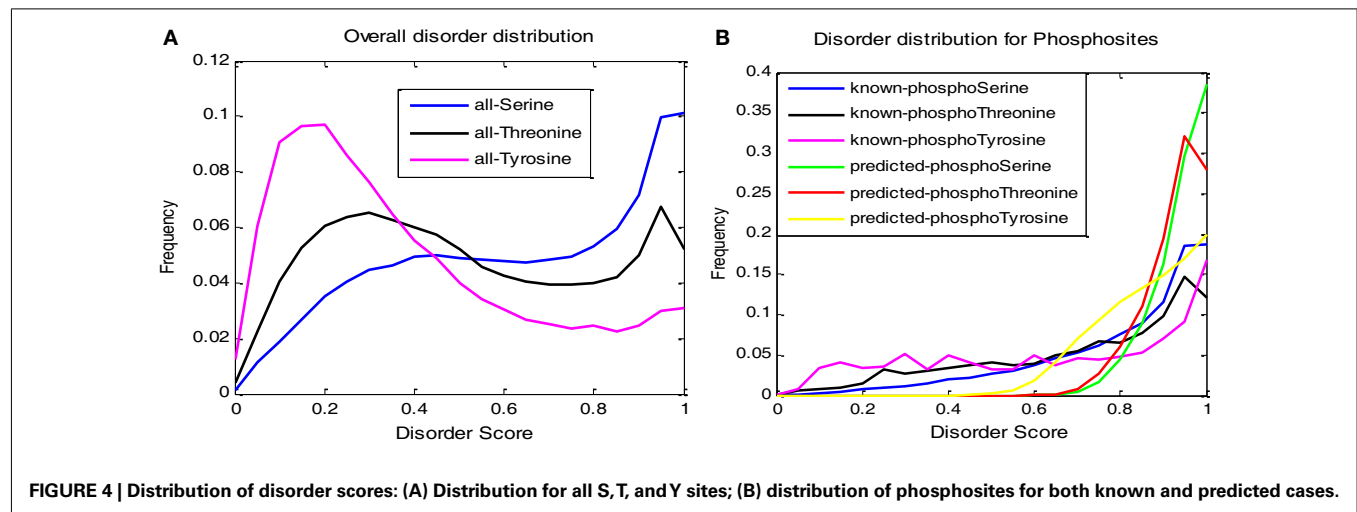 A
Overall disorder distribution
0.12
0.1
0.08
0.06
0.04
0.02
0
Frequency
all-Serine
all-Threonine
all-Tyrosine
0 0.2 0.4 0.6 0.8 1
Disorder Score
B
Disorder distribution for Phosphosites
0.4
0.35
0.3
0.25
0.2
0.15
0.1
0.05
0
Frequency
known-phosphoSerine
known-phosphoThreonine
known-phosphoTyrosine
predicted-phosphoSerine
predicted-phosphoThreonine
predicted-phosphoTyrosine
0 0.2 0.4 0.6 0.8 1
Disorder Score
FIGURE 4 | Distribution of disorder scores: (A) Distribution for all S, T, and Y sites; (B) distribution of phosphosites for both known and predicted cases.